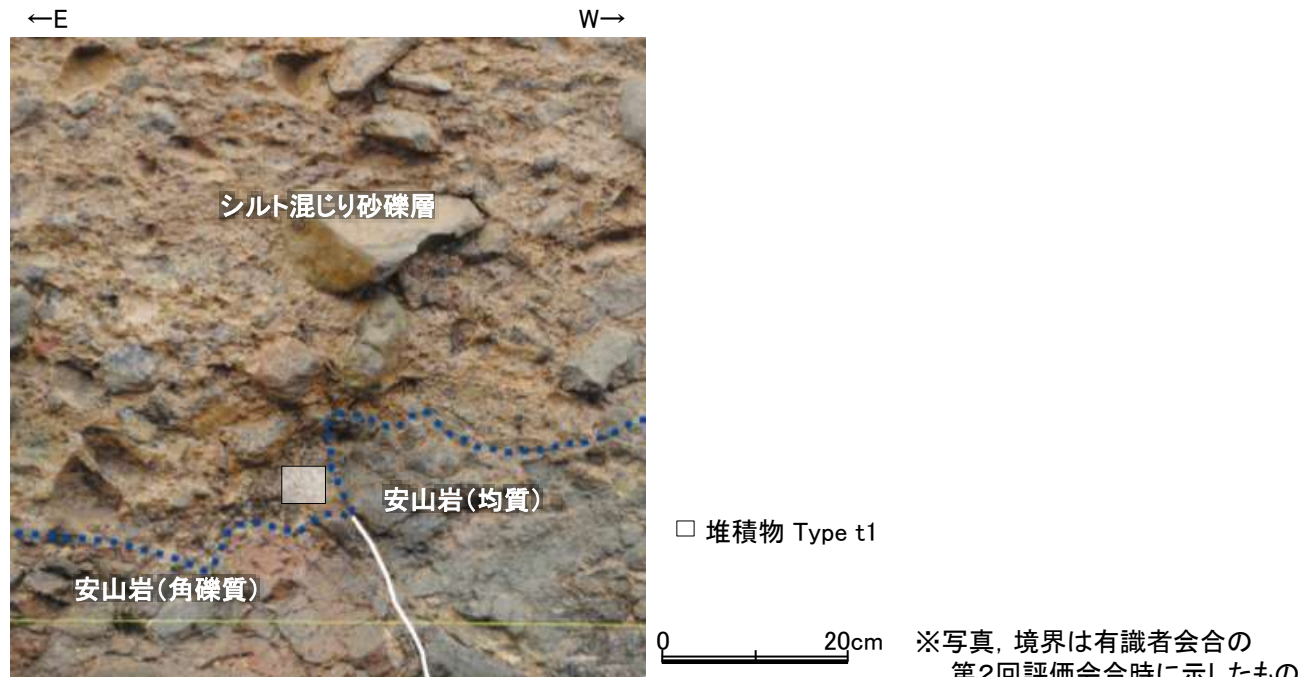 ←E
W→
シルト混じり砂礫層
安山岩（均質）
□ 堆積物 Type t1
安山岩（角礫質）
0 20cm
※写真，境界は有識者会合の
第2回評価会合時に示したもの